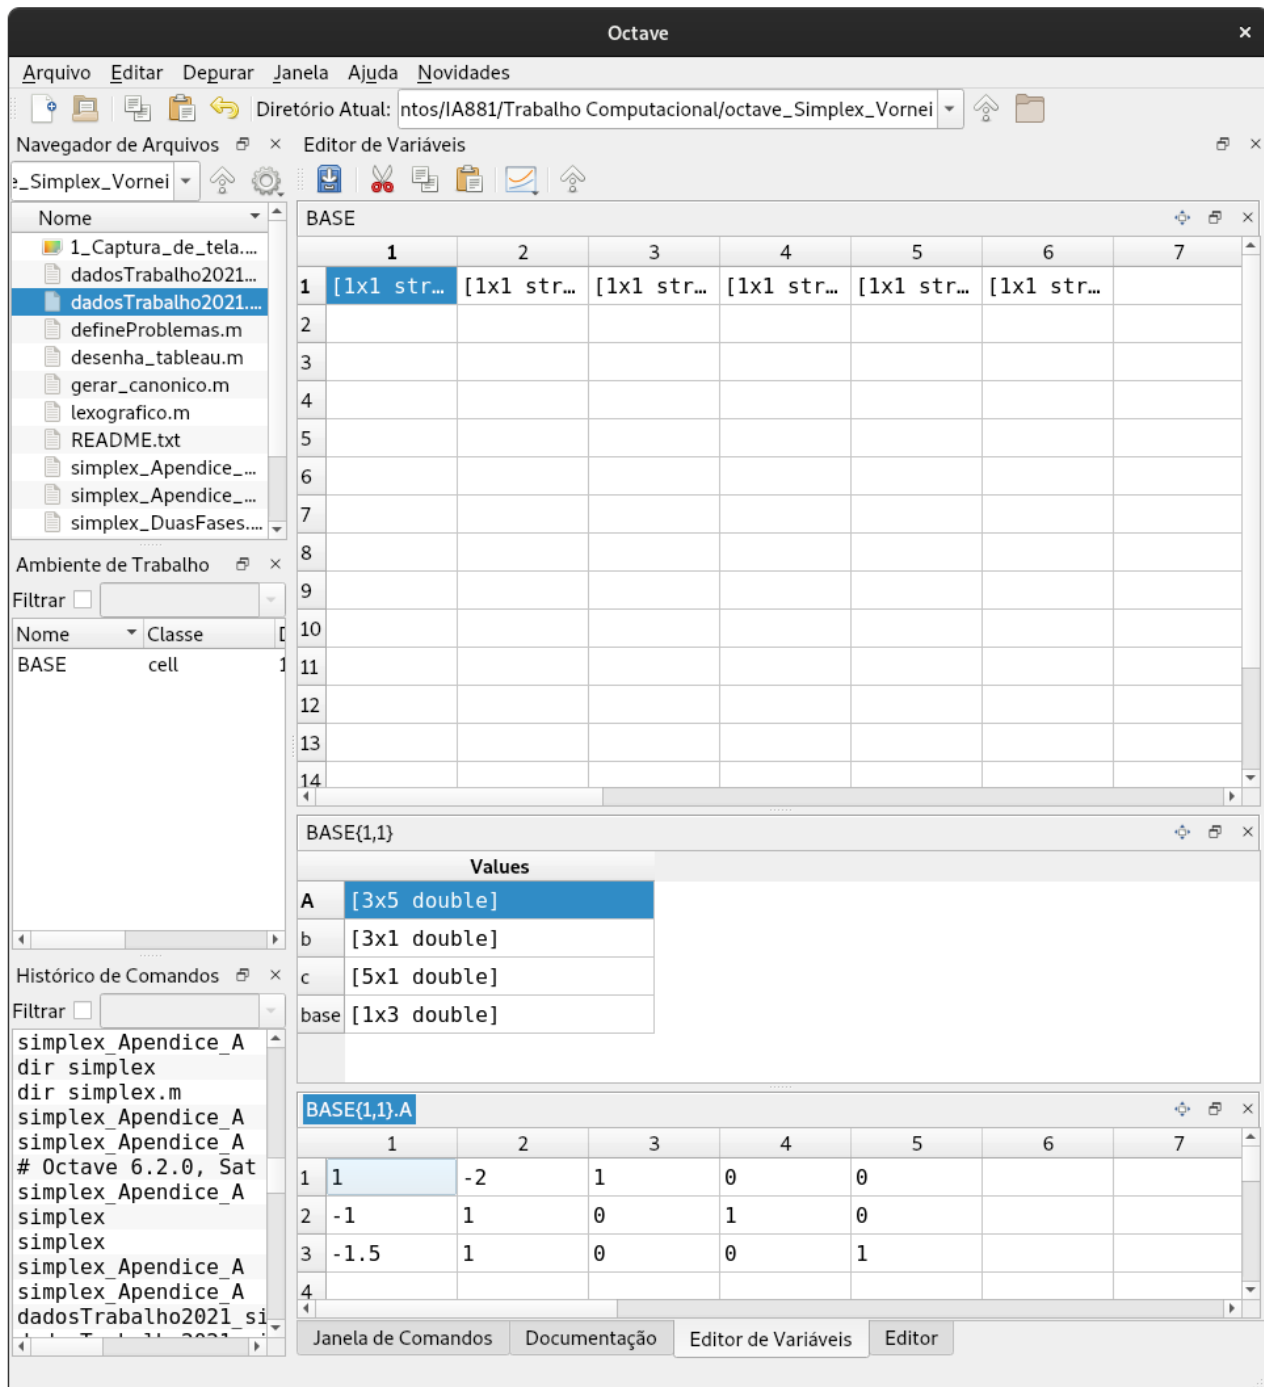 Octave
Arquivo Editar Depurar Janela Ajuda Novidades
Diretório Atual: ntos/IA881/Trabalho Computacional/octave_Simplex_Vornei
Navegador de Arquivos
_Simplex_Vornei
Nome
1_Captura_de_tela....
dadosTrabalho2021...
dadosTrabalho2021....
defineProblemas.m
desenha_tableau.m
gerar_canonico.m
lexografico.m
README.txt
simplex_Apendice_...
simplex_Apendice_...
simplex_DuasFases....
Ambiente de Trabalho
Filtrar
Nome Classe
BASE cell 1
Histórico de Comandos
Filtrar
simplex_Apendice_A
dir simplex
dir simplex.m
simplex_Apendice_A
simplex_Apendice_A
# Octave 6.2.0, Sat
simplex_Apendice_A
simplex
simplex
simplex_Apendice_A
simplex_Apendice_A
dadosTrabalho2021_si
Editor de Variáveis
BASE
1 2 3 4 5 6 7
1 [1x1 str… [1x1 str… [1x1 str… [1x1 str… [1x1 str… [1x1 str…
2
3
4
5
6
7
8
9
10
11
12
13
14
BASE{1,1}
Values
A [3x5 double]
b [3x1 double]
c [5x1 double]
base [1x3 double]
BASE{1,1}.A
1 2 3 4 5 6 7
1 1 -2 1 0 0
2 -1 1 0 1 0
3 -1.5 1 0 0 1
4
Janela de Comandos Documentação Editor de Variáveis Editor